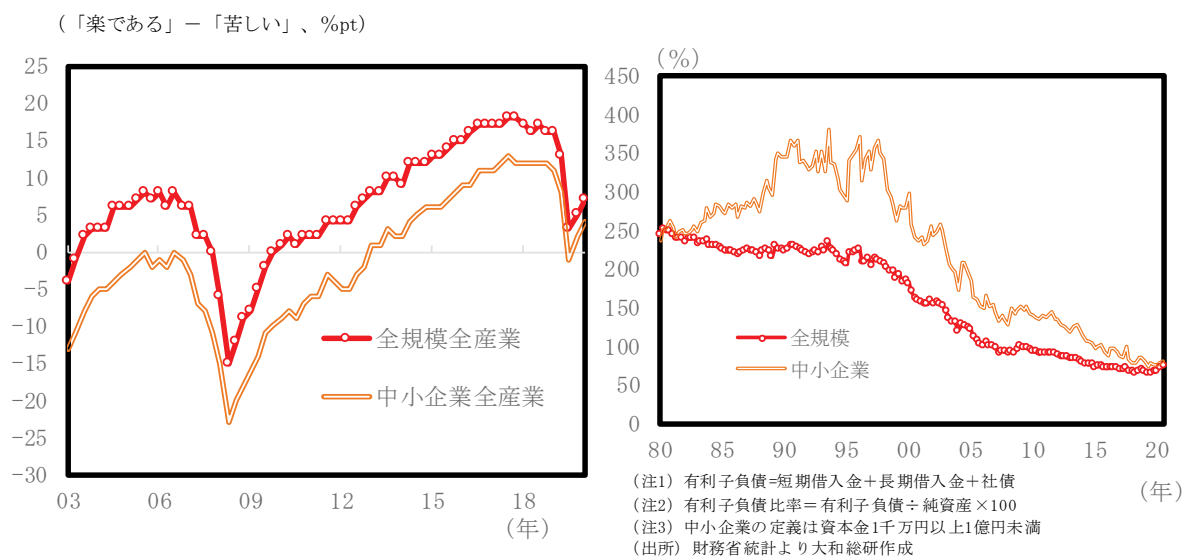 (「楽である」－「苦しい」、%pt)
25
20
15
10
5
0
−5
−10
−15
−20
−25
−30
03 06 09 12 15 18
(年)
全規模全産業
中小企業全産業
(%)
450
400
350
300
250
200
150
100
50
0
80 85 90 95 00 05 10 15 20
(年)
全規模
中小企業
(注1) 有利子負債=短期借入金＋長期借入金＋社債
(注2) 有利子負債比率＝有利子負債÷純資産×100
(注3) 中小企業の定義は資本金1千万円以上1億円未満
(出所) 財務省統計より大和総研作成